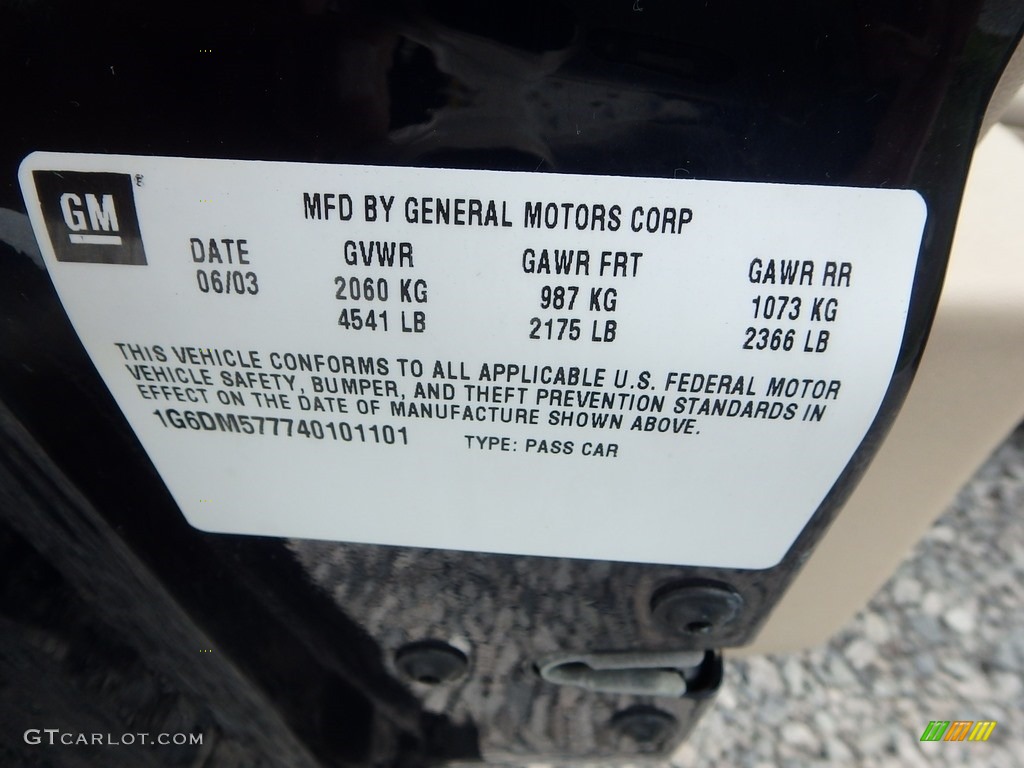 GM ®
MFD BY GENERAL MOTORS CORP
DATE GVWR GAWR FRT GAWR RR
06/03 2060 KG 987 KG 1073 KG
4541 LB 2175 LB 2366 LB
THIS VEHICLE CONFORMS TO ALL APPLICABLE U.S. FEDERAL MOTOR
VEHICLE SAFETY, BUMPER, AND THEFT PREVENTION STANDARDS IN
EFFECT ON THE DATE OF MANUFACTURE SHOWN ABOVE.
1G6DM577740101101 TYPE: PASS CAR
GTCARLOT.COM